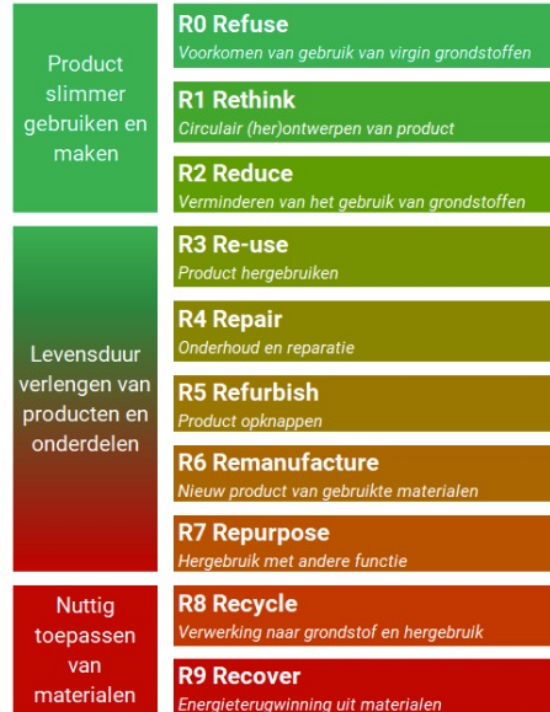 Product
slimmer
gebruiken en
maken
R0 Refuse
Voorkomen van gebruik van virgin grondstoffen
R1 Rethink
Circulair (her)ontwerpen van product
R2 Reduce
Verminderen van het gebruik van grondstoffen
Levensduur
verlengen van
producten en
onderdelen
R3 Re-use
Product hergebruiken
R4 Repair
Onderhoud en reparatie
R5 Refurbish
Product opknappen
R6 Remanufacture
Nieuw product van gebruikte materialen
R7 Repurpose
Hergebruik met andere functie
Nuttig
toepassen
van
materialen
R8 Recycle
Verwerking naar grondstof en hergebruik
R9 Recover
Energieterugwinning uit materialen